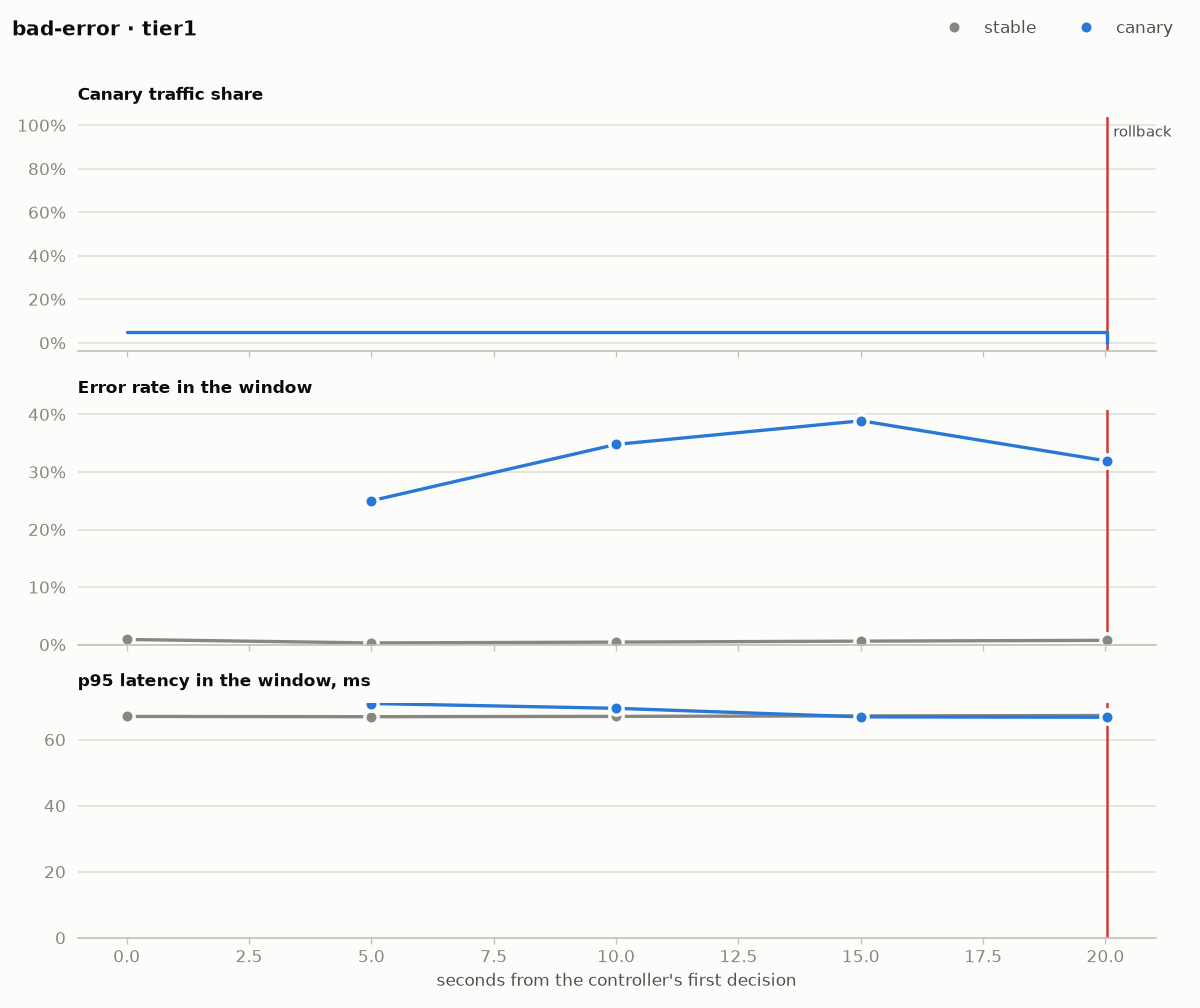 bad-error · tier1
stable canary
Canary traffic share
100%
rollback
80%
60%
40%
20%
0%
Error rate in the window
40%
30%
20%
10%
0%
p95 latency in the window, ms
60
40
20
0
0.0 2.5 5.0 7.5 10.0 12.5 15.0 17.5 20.0
seconds from the controller's first decision